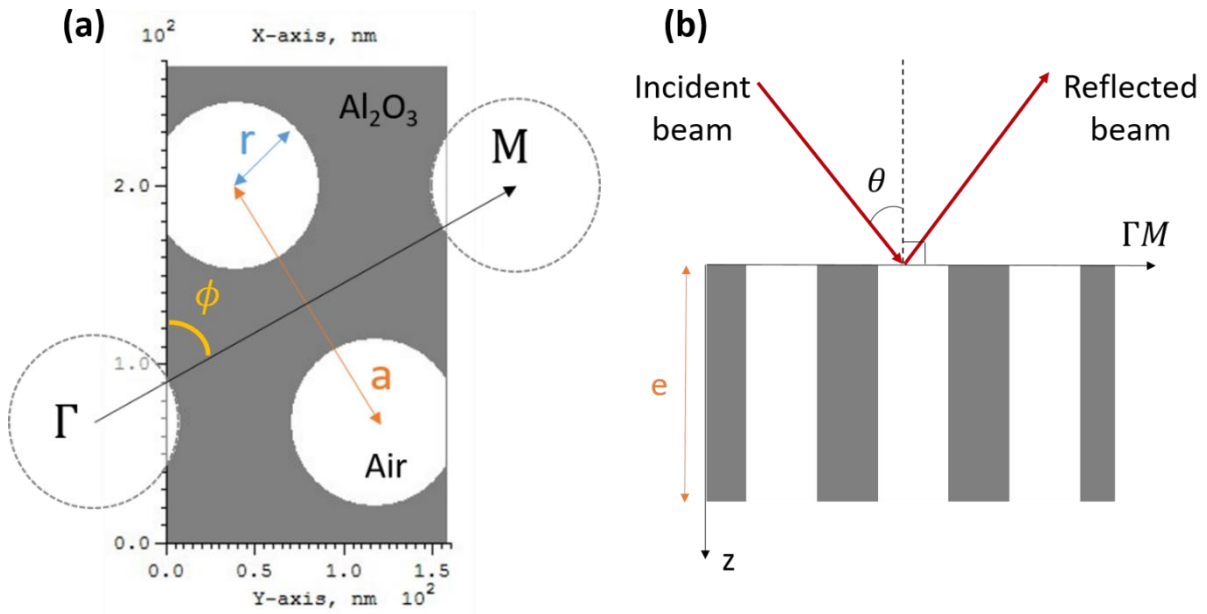 (a)
10²
X-axis, nm
Al₂O₃
r
M
2.0
ϕ
1.0
a
Γ
Air
0.0
0.0
0.5
1.0
1.5
Y-axis, nm
10²
(b)
Incident
beam
Reflected
beam
θ
ΓM
e
z